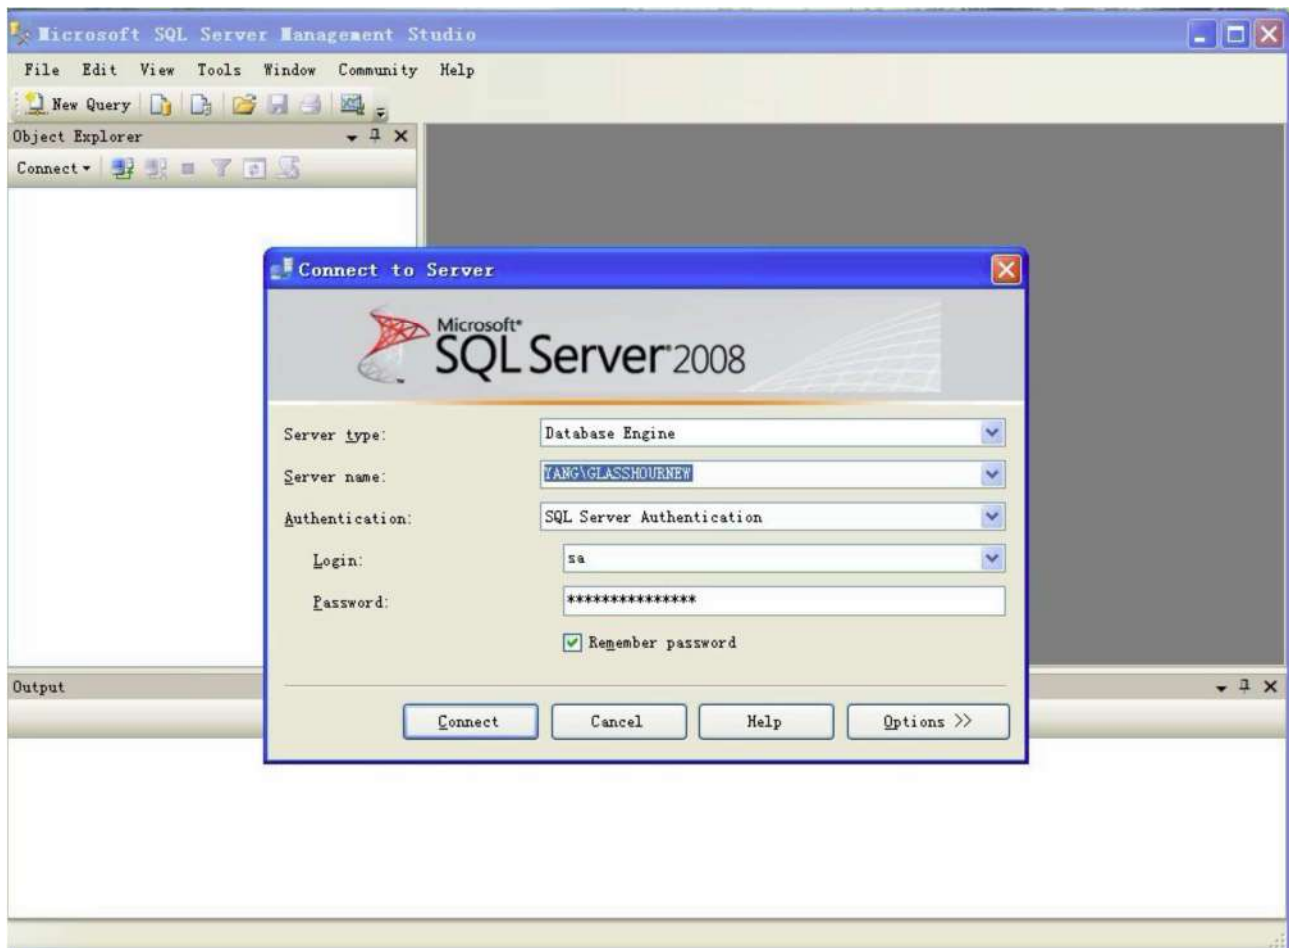 Microsoft SQL Server Management Studio
File Edit View Tools Window Community Help
New Query
Object Explorer
Connect
Connect to Server
Microsoft®
SQL Server® 2008
Server type: Database Engine
Server name: YANG\GLASSHOURNEW
Authentication: SQL Server Authentication
Login: sa
Password: ***************
Remember password
Output
Connect Cancel Help Options >>